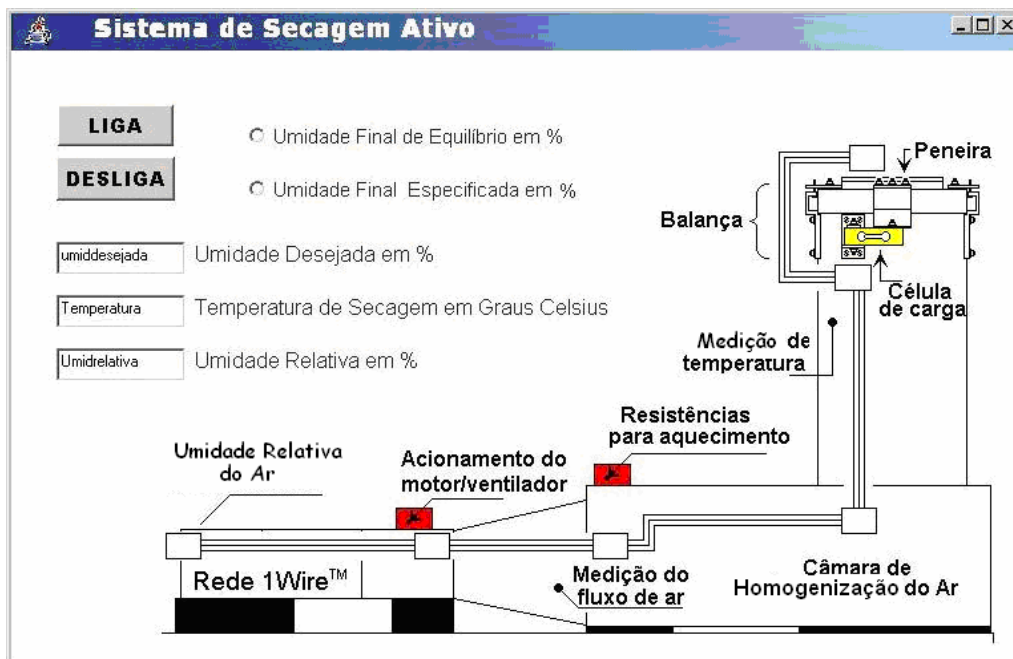 Sistema de Secagem Ativo
LIGA
Umidade Final de Equilíbrio em %
DESLIGA
Umidade Final Especificada em %
umiddesejada
Umidade Desejada em %
Temperatura
Temperatura de Secagem em Graus Celsius
Umidrelativa
Umidade Relativa em %
Peneira
Balança
Célula
de carga
Medição de
temperatura
Resistências
para aquecimento
Umidade Relativa
do Ar
Acionamento do
motor/ventilador
Rede 1Wire™
Medição do
fluxo de ar
Câmara de
Homogenização do Ar